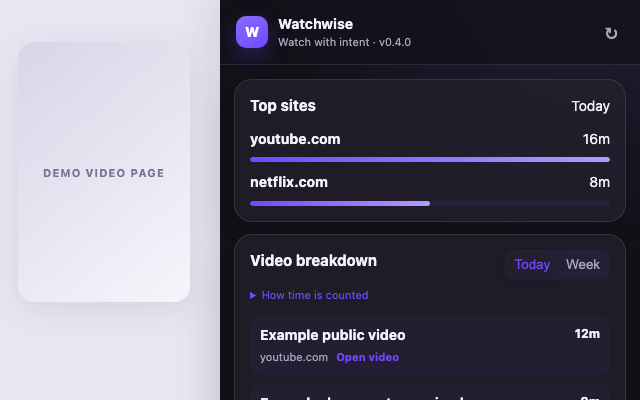 DEMO VIDEO PAGE
W
Watchwise
Watch with intent · v0.4.0
↻
Top sites
Today
youtube.com
16m
netflix.com
8m
Video breakdown
Today
Week
▶ How time is counted
Example public video
12m
youtube.com
Open video